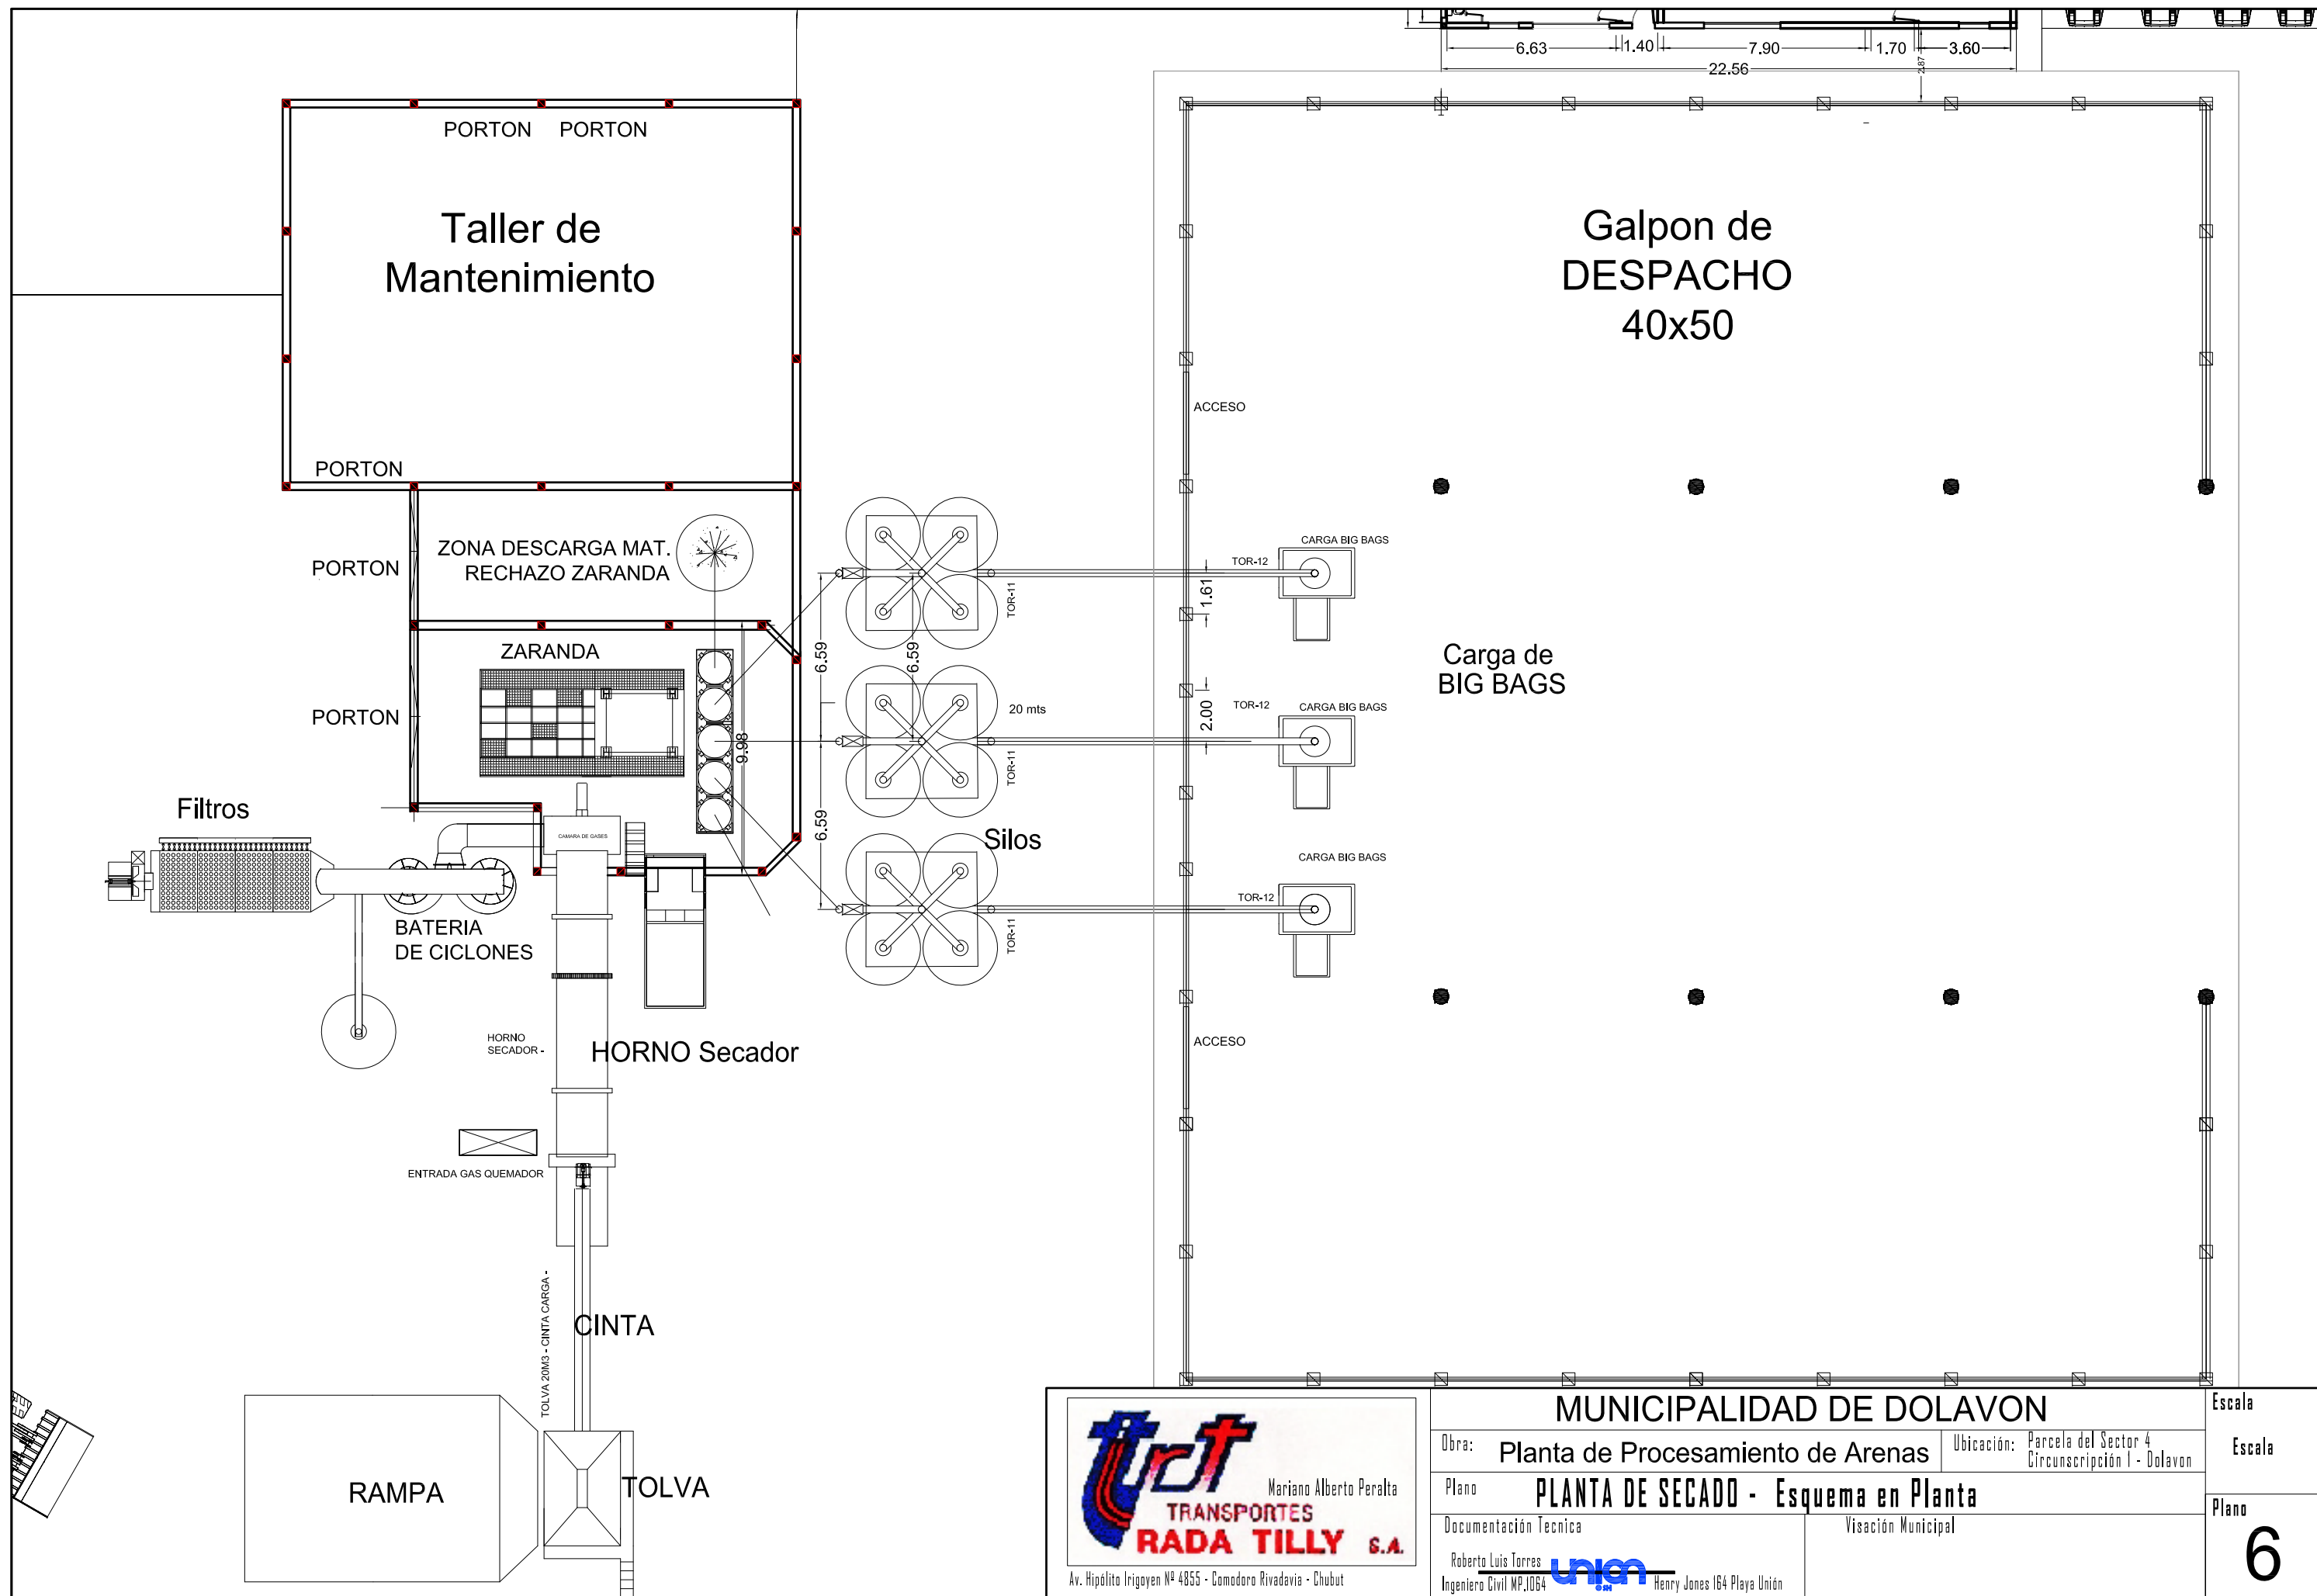 6.63
1.40
7.90
1.70
3.60
22.56
2.87
PORTON PORTON
Taller de
Mantenimiento
PORTON
Galpon de
DESPACHO
40x50
ACCESO
ZONA DESCARGA MAT.
RECHAZO ZARANDA
PORTON
ZARANDA
PORTON
9.98
6.59
6.59
6.59
TOR-11
20 mts
TOR-11
Silos
TOR-11
CARGA BIG BAGS
TOR-12
1.61
2.00
TOR-12
CARGA BIG BAGS
CARGA BIG BAGS
TOR-12
Carga de
BIG BAGS
ACCESO
Filtros
CAMARA DE GASES
BATERIA
DE CICLONES
HORNO
SECADOR -
HORNO Secador
ENTRADA GAS QUEMADOR
TOLVA 20M3 - CINTA CARGA -
CINTA
RAMPA
TOLVA
trt
Mariano Alberto Peralta
TRANSPORTES
RADA TILLY S.A.
Av. Hipólito Irigoyen Nº 4855 - Comodoro Rivadavia - Chubut
MUNICIPALIDAD DE DOLAVON
Obra: Planta de Procesamiento de Arenas
Ubicación: Parcela del Sector 4
Circunscripción I - Dolavon
Plano PLANTA DE SECADO - Esquema en Planta
Documentación Tecnica
Visación Municipal
Roberto Luis Torres
Ingeniero Civil MP.1064
union
SH
Henry Jones 164 Playa Unión
Escala
Escala
Plano
6